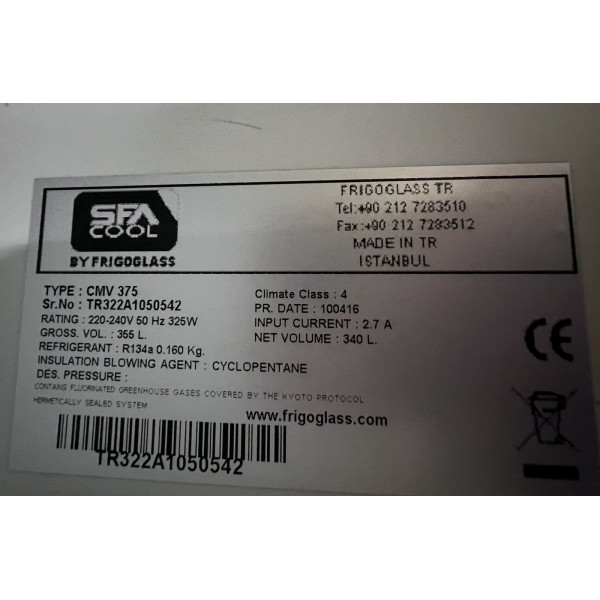 SFA
COOL
BY FRIGOGLASS
FRIGOGLASS TR
Tel:+90 212 7283510
Fax:+90 212 7283512
MADE IN TR
ISTANBUL
TYPE : CMV 375
Sr.No : TR322A1050542
RATING : 220-240V 50 Hz 325W
GROSS. VOL. : 355 L.
REFRIGERANT : R134a 0.160 Kg.
INSULATION BLOWING AGENT : CYCLOPENTANE
DES. PRESSURE :
Climate Class : 4
PR. DATE : 100416
INPUT CURRENT : 2.7 A
NET VOLUME : 340 L.
CE
CONTAINS FLUORINATED GREENHOUSE GASES COVERED BY THE KYOTO PROTOCOL
HERMETICALLY SEALED SYSTEM
www.frigoglass.com
TR322A1050542